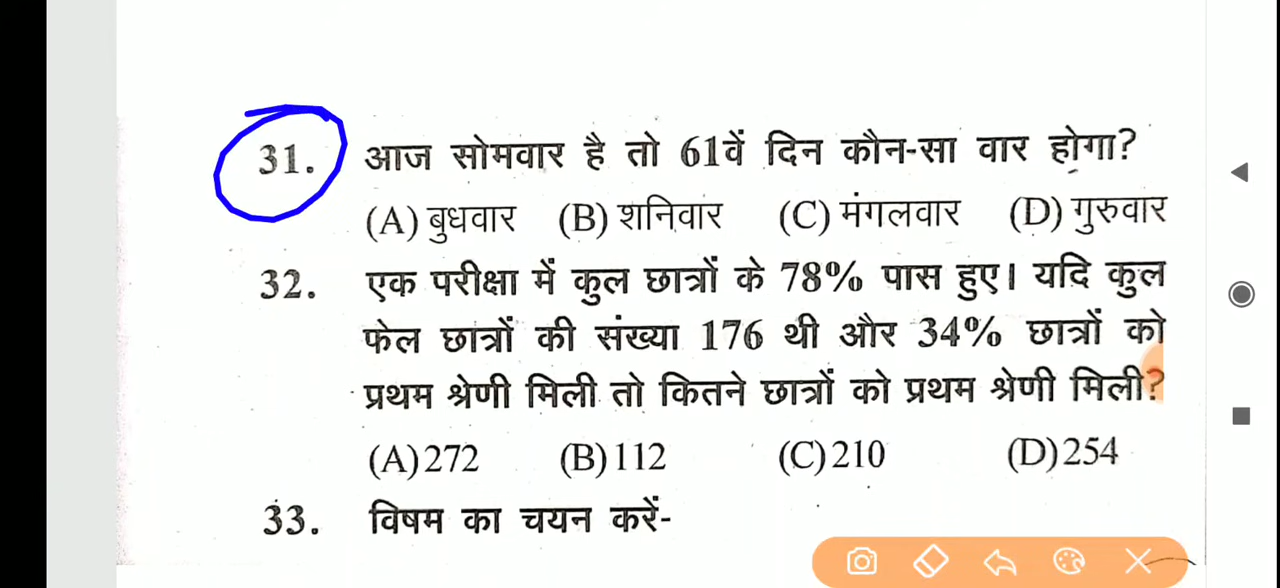 31. आज सोमवार है तो 61वें दिन कौन-सा वार होगा?
(A) बुधवार (B) शनिवार (C) मंगलवार (D) गुरुवार
32. एक परीक्षा में कुल छात्रों के 78% पास हुए। यदि कुल
फेल छात्रों की संख्या 176 थी और 34% छात्रों को
प्रथम श्रेणी मिली तो कितने छात्रों को प्रथम श्रेणी मिली?
(A) 272 (B) 112 (C) 210 (D) 254
33. विषम का चयन करें-